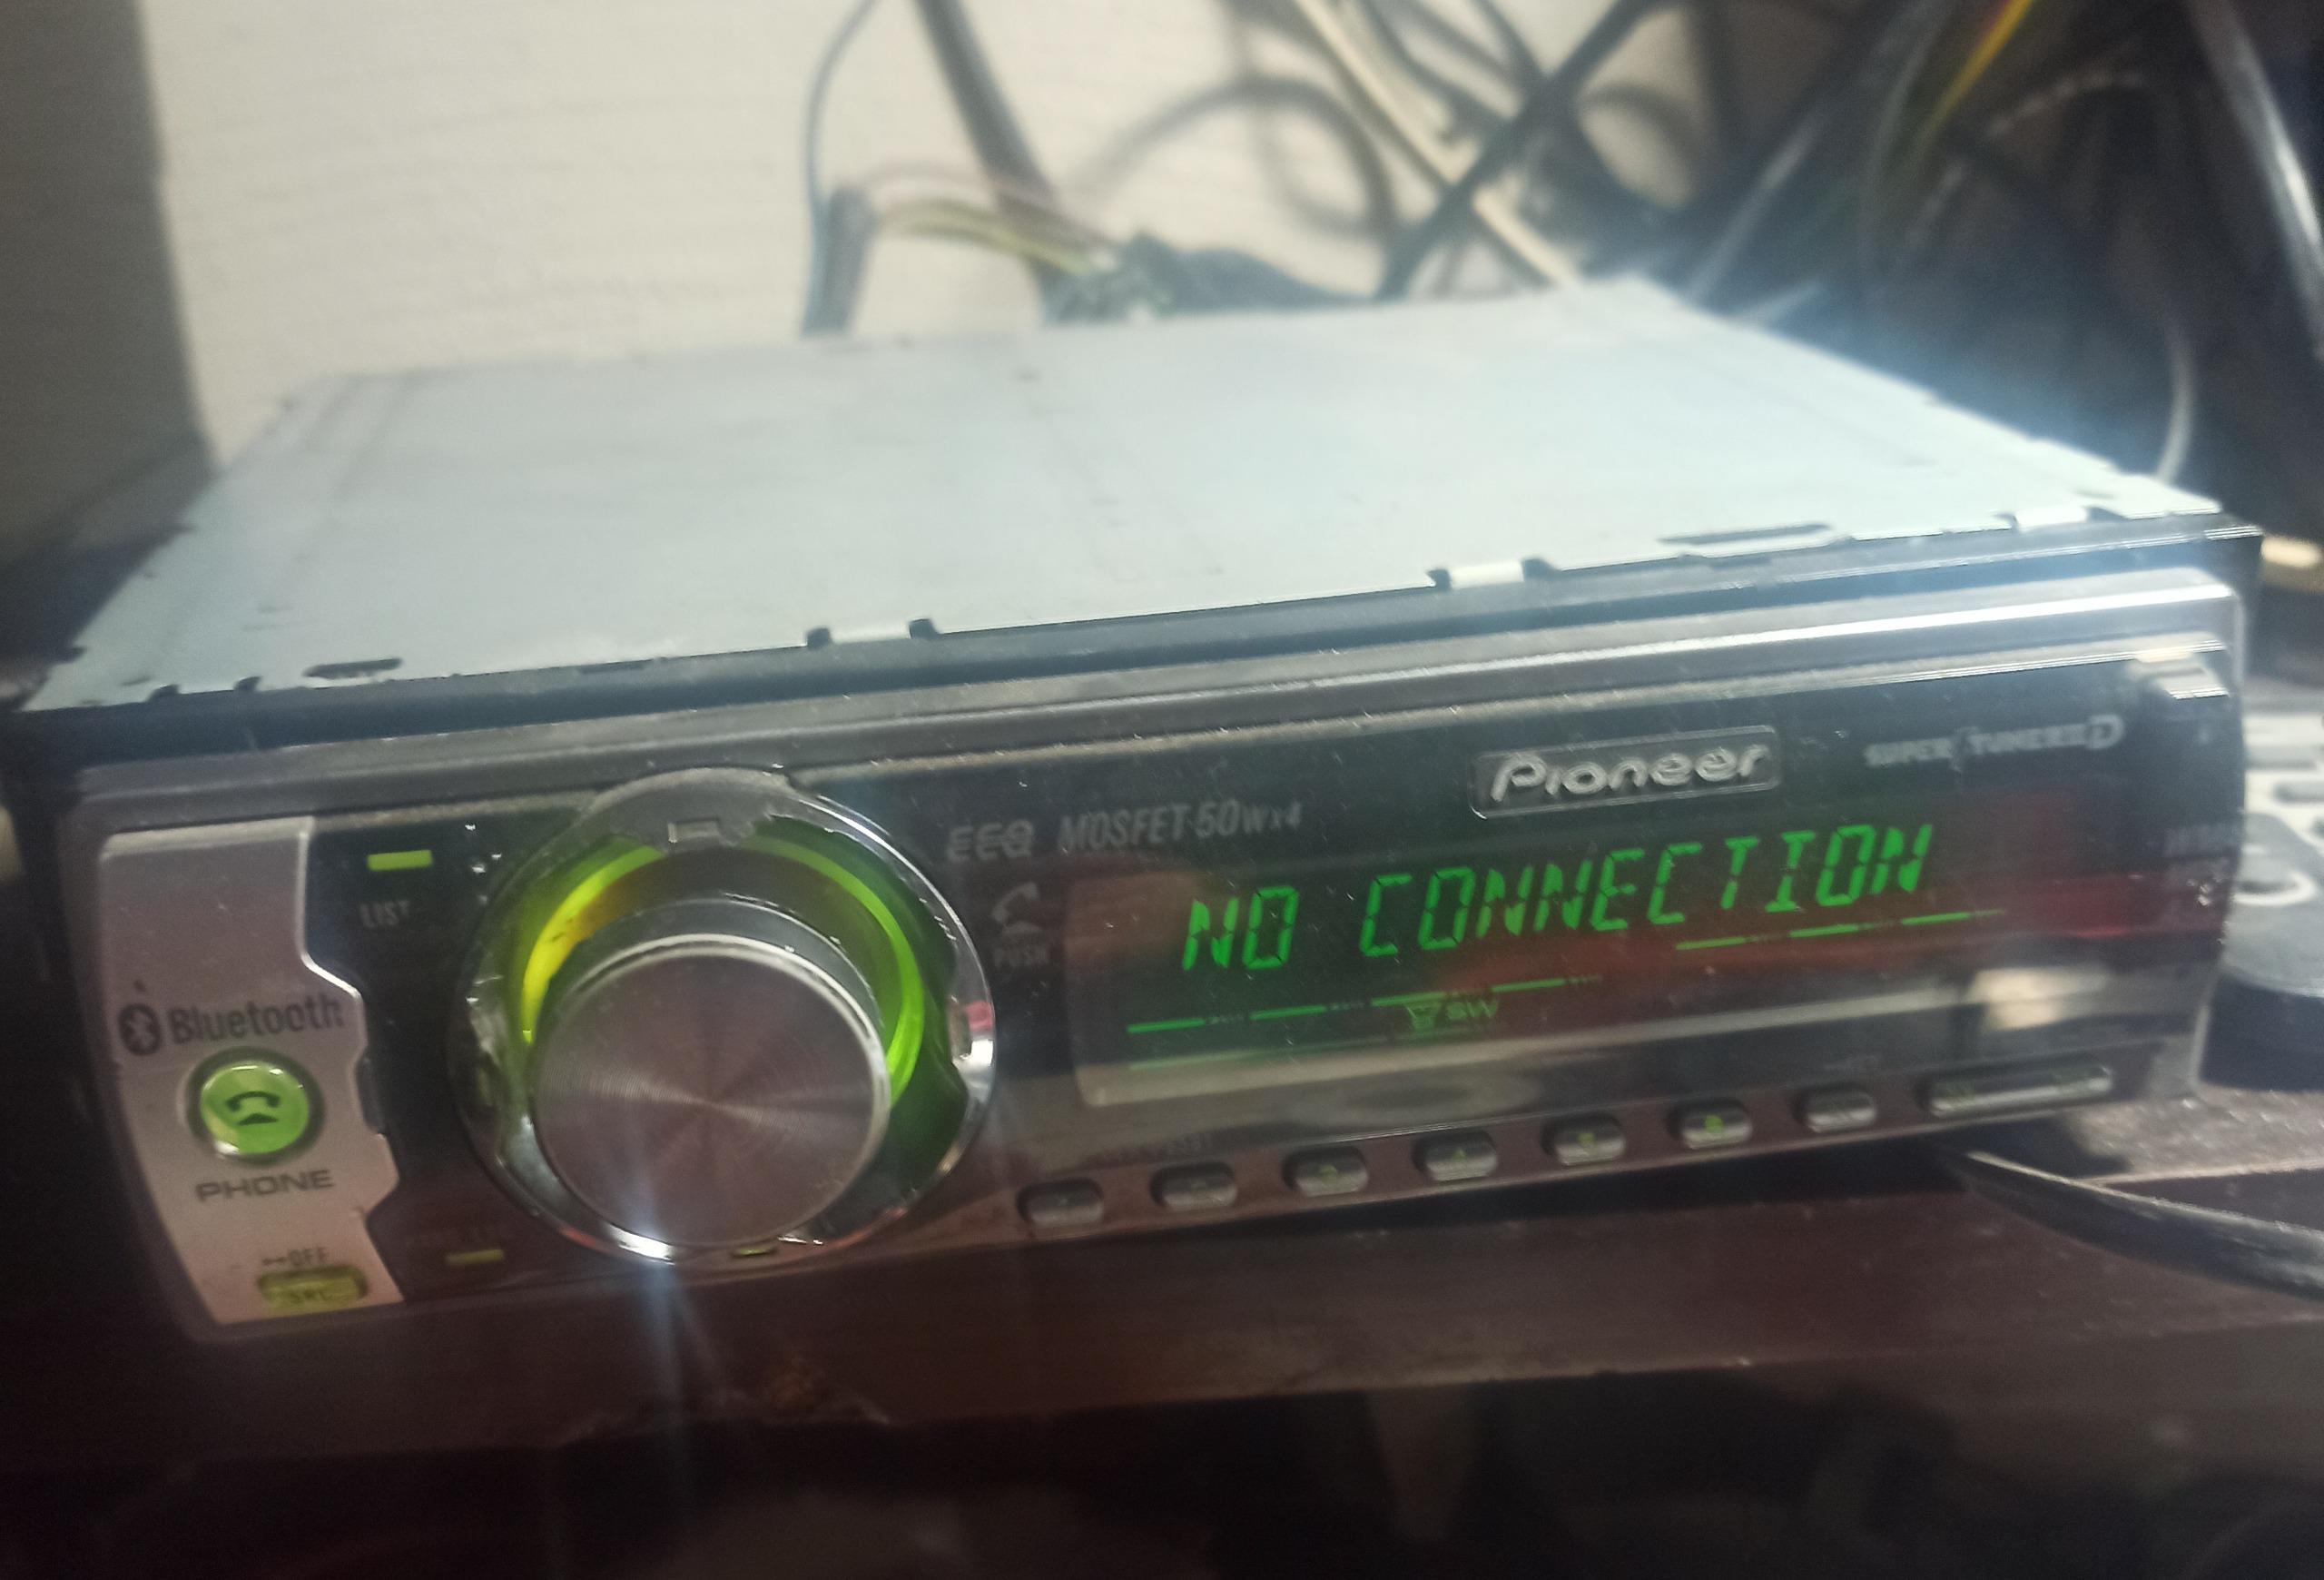 Pioneer
SUPER TUNER III D
EEQ MOSFET 50Wx4
LIST
PUSH
NO CONNECTION
SW
Bluetooth
PHONE
OFF
SRC